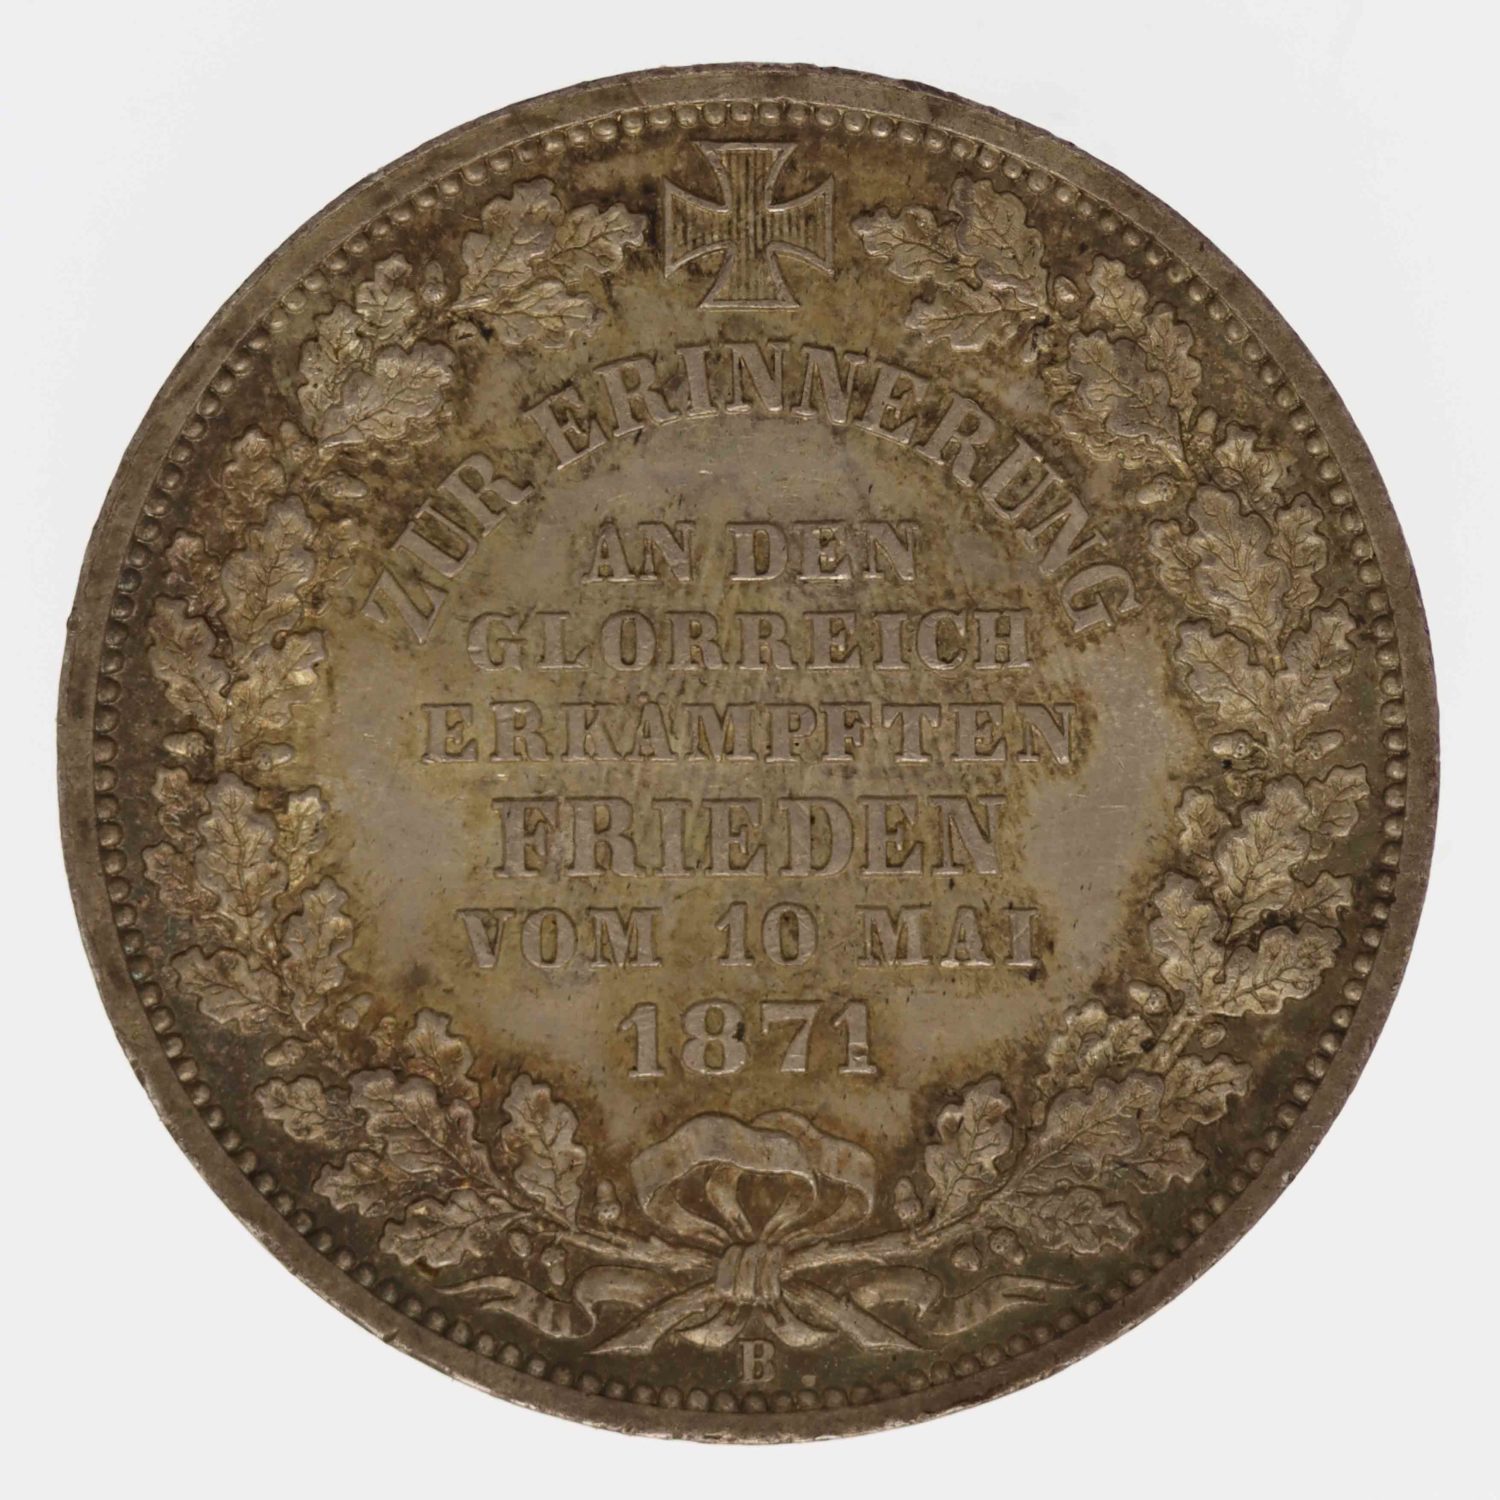 ZUR ERINNERUNG
AN DEN
GLORREICH
ERKÄMPFTEN
FRIEDEN
VOM 10 MAI
1871
B